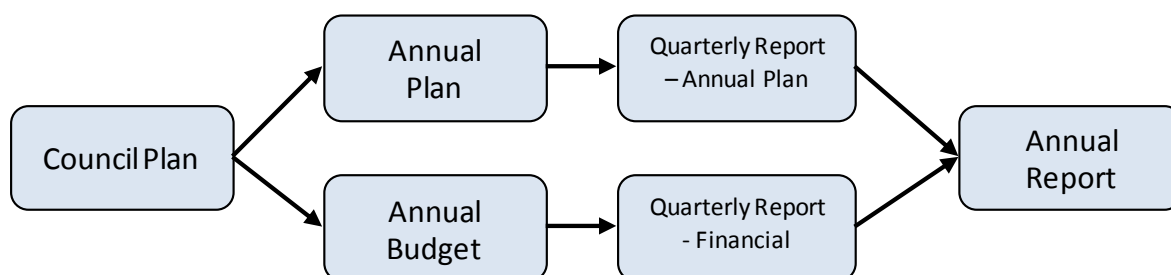 Council Plan
Annual
Plan
Quarterly Report
– Annual Plan
Annual
Budget
Quarterly Report
- Financial
Annual
Report